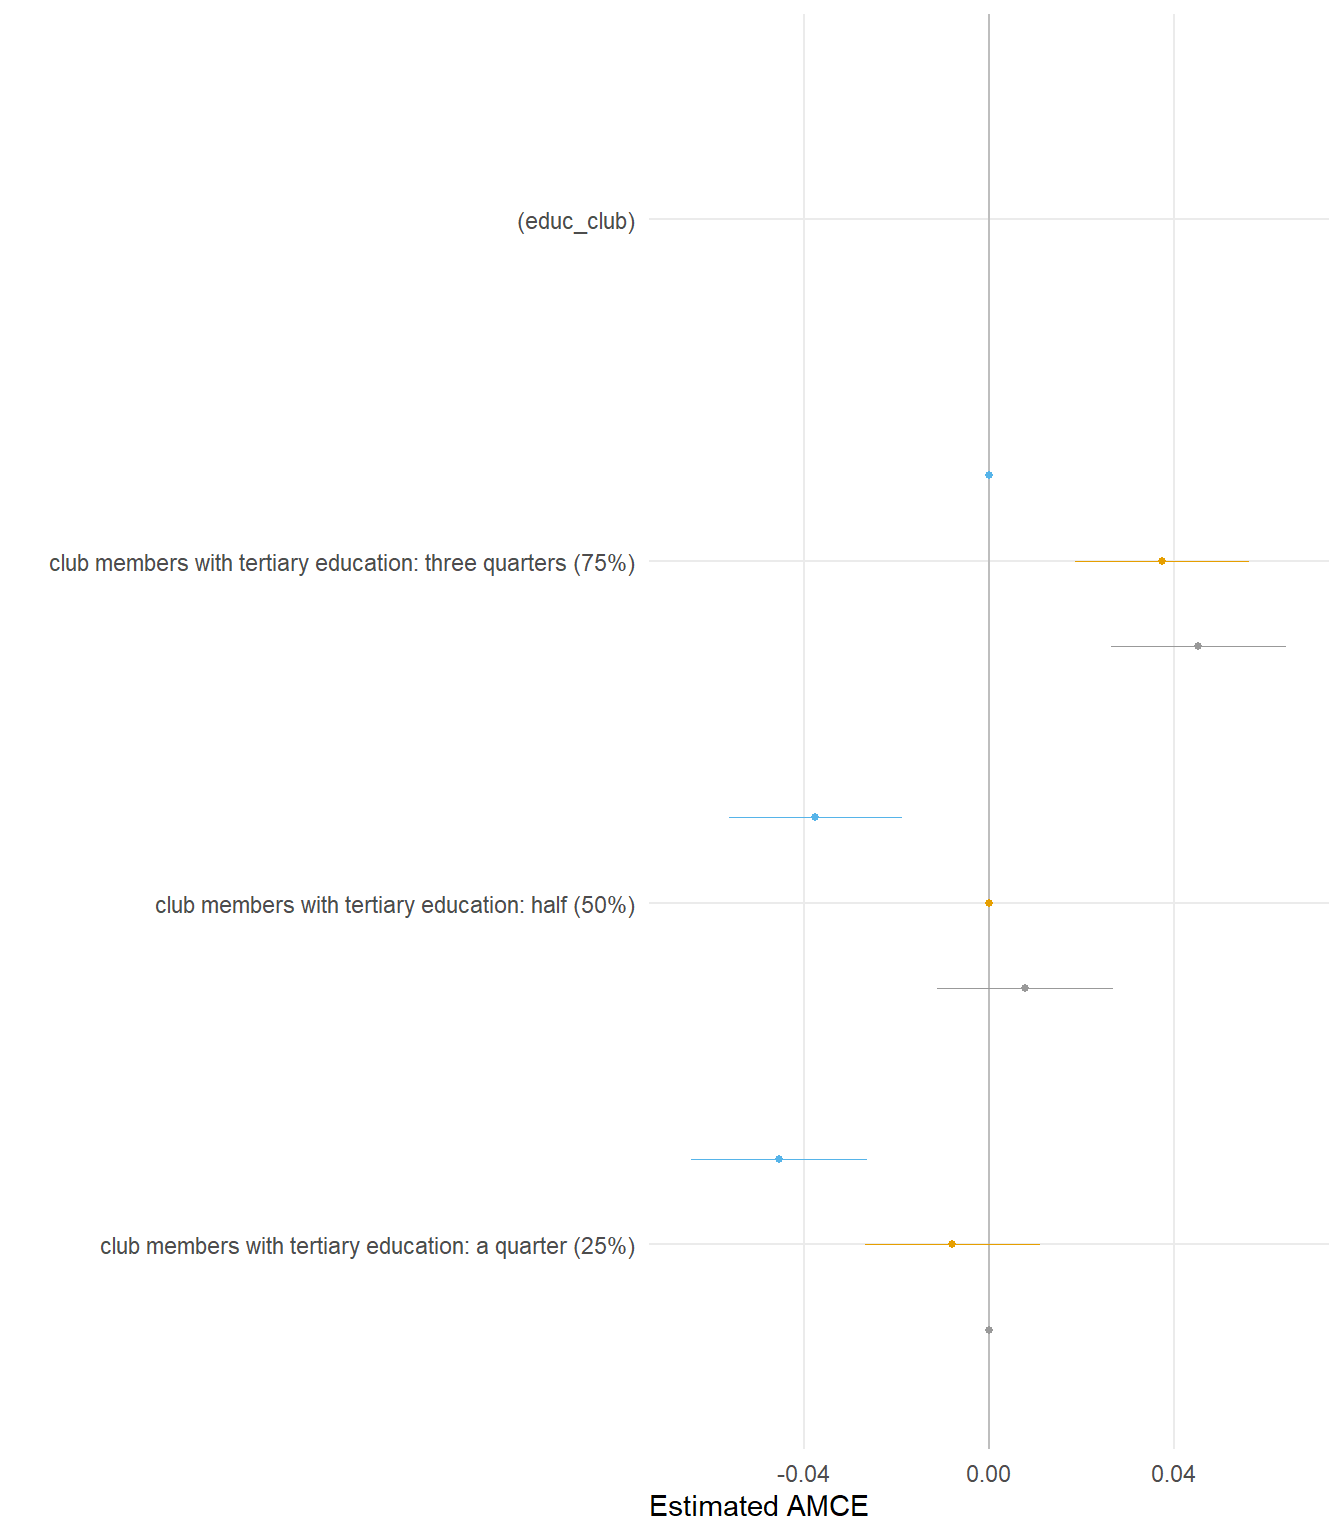 (educ_club)
club members with tertiary education: three quarters (75%)
club members with tertiary education: half (50%)
club members with tertiary education: a quarter (25%)
-0.04 0.00 0.04
Estimated AMCE